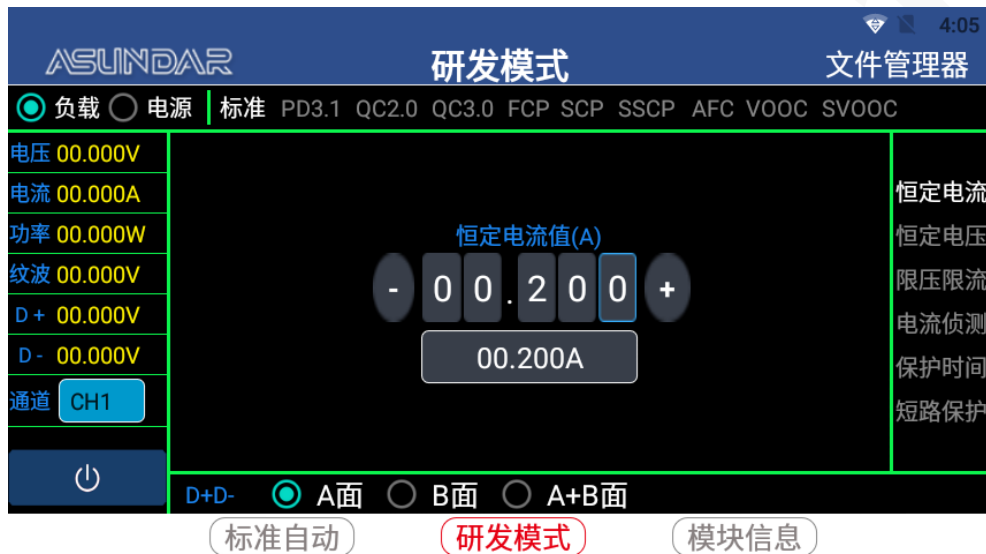 4:05
ASUNDAR 研发模式 文件管理器
负载 电源 标准 PD3.1 QC2.0 QC3.0 FCP SCP SSCP AFC VOOC SVOOC
电压 00.000V
电流 00.000A
功率 00.000W
纹波 00.000V
D+ 00.000V
D- 00.000V
通道 CH1
恒定电流值(A)
- 00.200 +
00.200A
恒定电流
恒定电压
限压限流
电流侦测
保护时间
短路保护
D+D- A面 B面 A+B面
标准自动 研发模式 模块信息